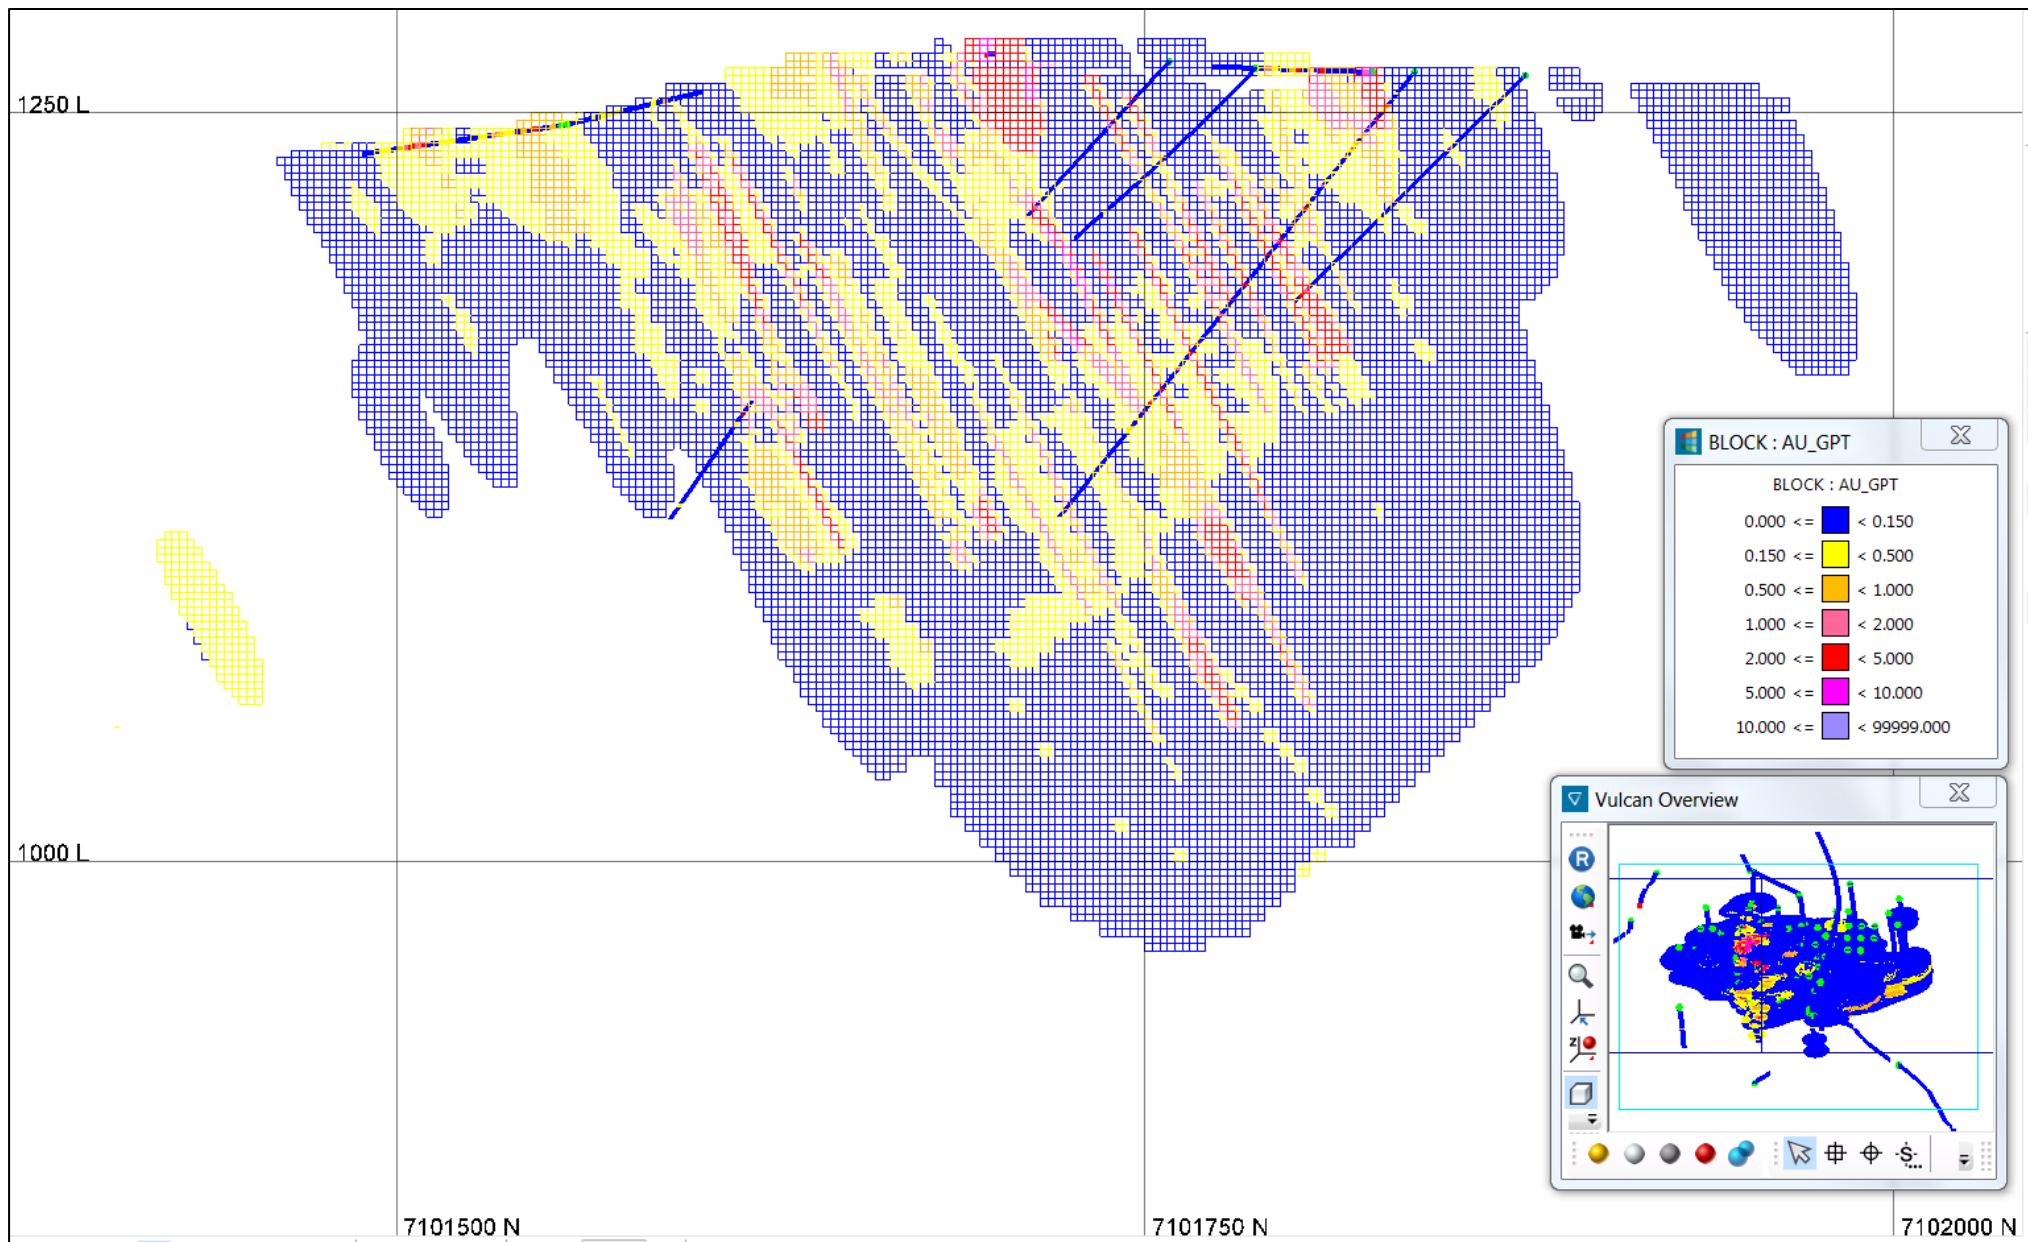 1250 L
BLOCK : AU_GPT
BLOCK : AU_GPT
0.000 <= < 0.150
0.150 <= < 0.500
0.500 <= < 1.000
1.000 <= < 2.000
2.000 <= < 5.000
5.000 <= < 10.000
10.000 <= < 99999.000
Vulcan Overview
1000 L
R
Z
S
7101500 N
7101750 N
7102000 N